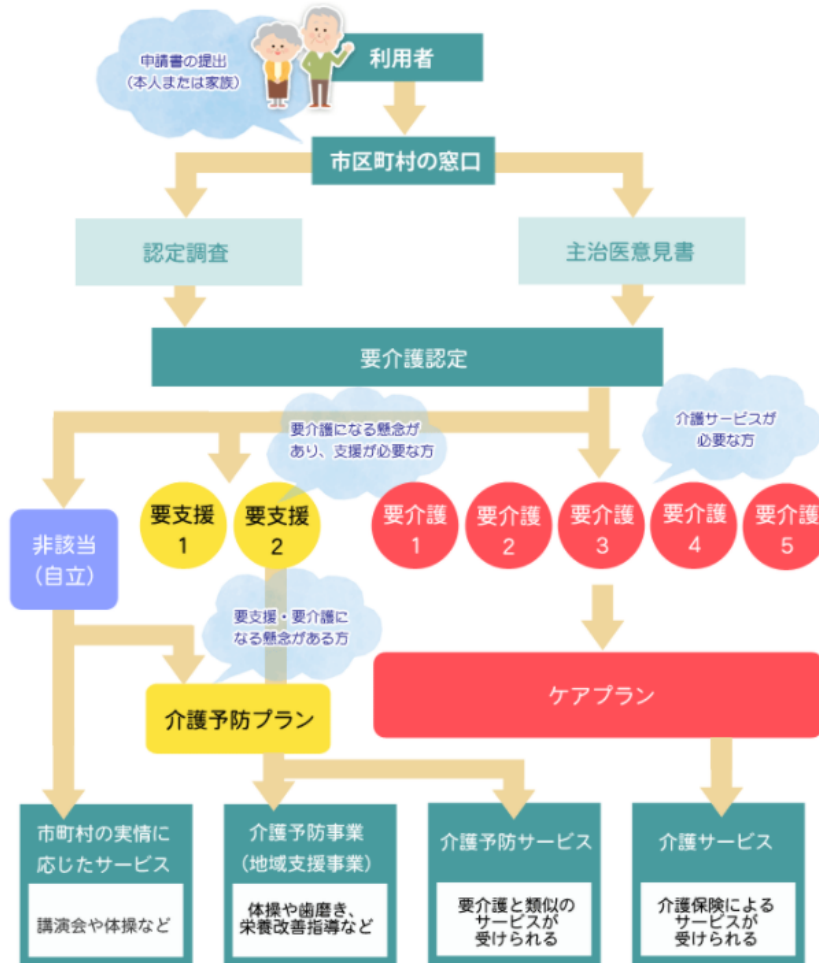 申請書の提出
(本人または家族)
利用者
市区町村の窓口
認定調査
主治医意見書
要介護認定
要介護になる懸念が
あり、支援が必要な方
介護サービスが
必要な方
非該当
(自立)
要支援
1
要支援
2
要介護
1
要介護
2
要介護
3
要介護
4
要介護
5
要支援・要介護に
なる懸念がある方
介護予防プラン
ケアプラン
市町村の実情に
応じたサービス
講演会や体操など
介護予防事業
(地域支援事業)
体操や歯磨き、
栄養改善指導など
介護予防サービス
要介護と類似の
サービスが
受けられる
介護サービス
介護保険による
サービスが
受けられる